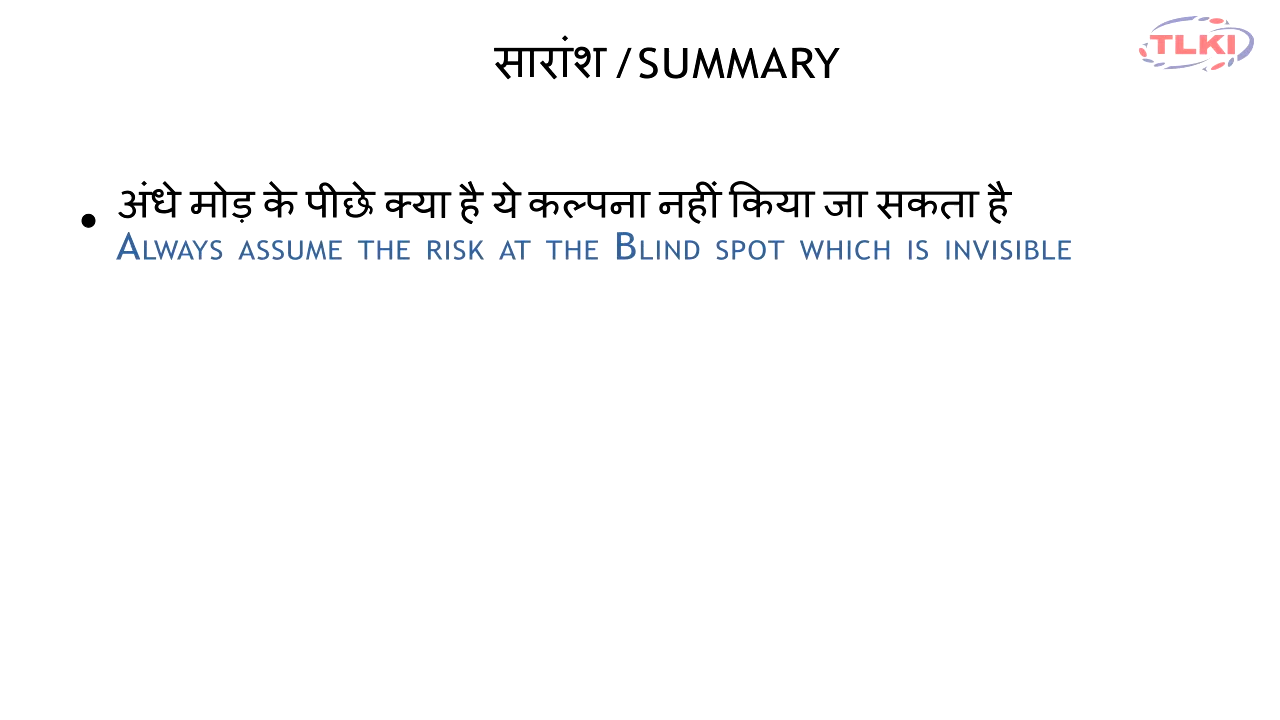 सारांश /SUMMARY
TLKI
• अंधे मोड़ के पीछे क्या है ये कल्पना नहीं किया जा सकता है
Always assume the risk at the Blind spot which is invisible